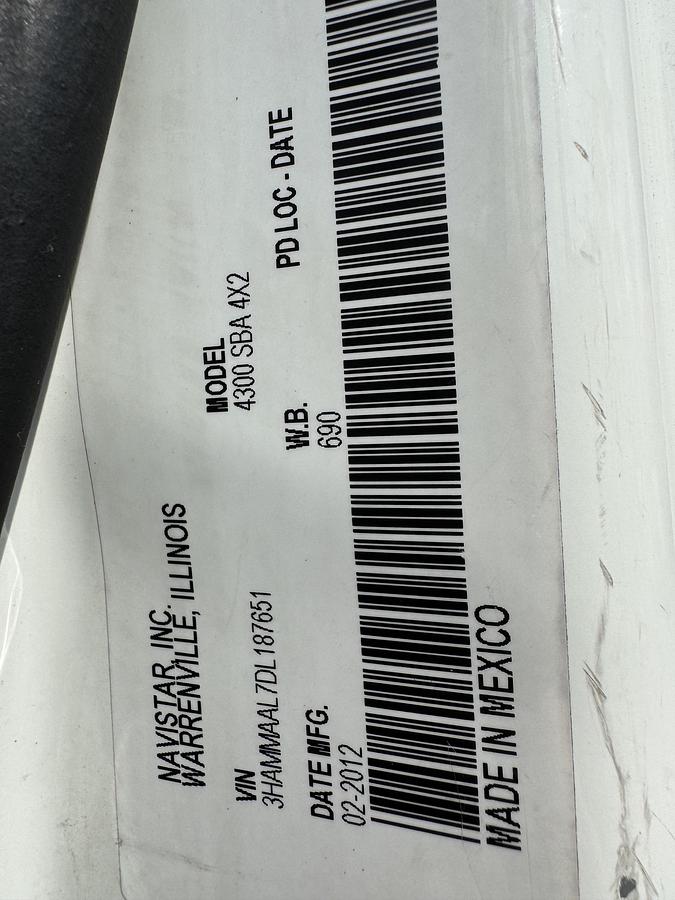 NAVISTAR, INC.
WARRENVILLE, ILLINOIS
VIN
3HAMMAAL7DL187651
MODEL
4300 SBA 4X2
DATE MFG.
02-2012
W.B.
690
PD LOC - DATE
MADE IN MEXICO